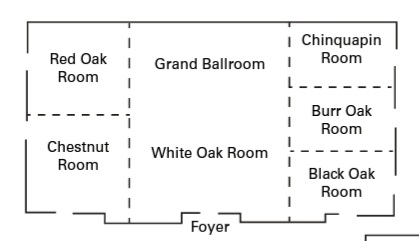 Red Oak
Room
Grand Ballroom
Chinquapin
Room
Burr Oak
Room
Chestnut
Room
White Oak Room
Black Oak
Room
Foyer